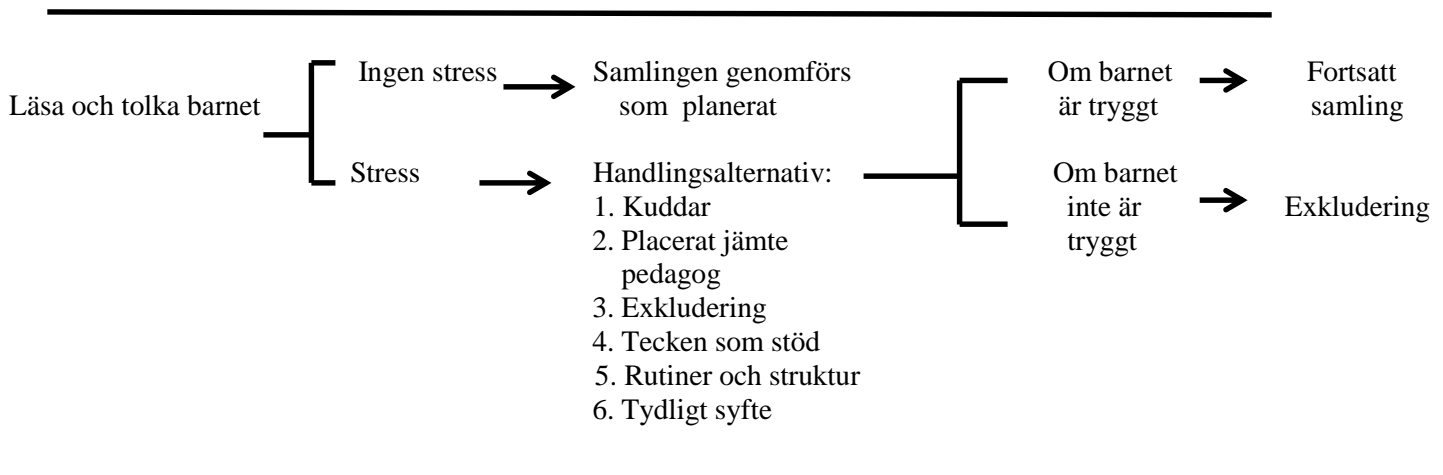 Läsa och tolka barnet
Ingen stress
Samlingen genomförs
som planerat
Stress
Handlingsalternativ:
1. Kuddar
2. Placerat jämte
pedagog
3. Exkludering
4. Tecken som stöd
5. Rutiner och struktur
6. Tydligt syfte
Om barnet
är tryggt
Fortsatt
samling
Om barnet
inte är
tryggt
Exkludering